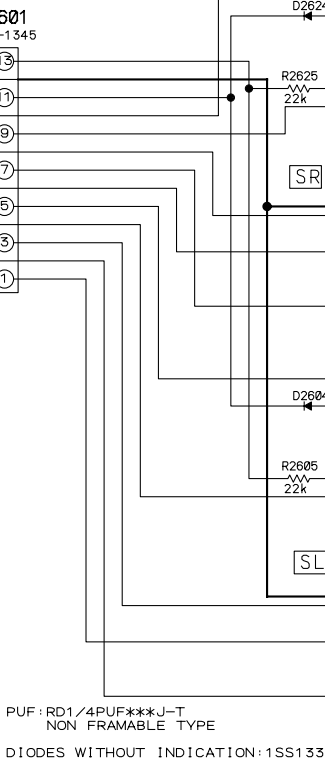 601
D2624
-1345
13
R2625
11
22k
9
7
SR
5
3
1
D2604
R2605
22k
SL
PUF:RD1/4PUF***J-T
NON FRAMABLE TYPE
DIODES WITHOUT INDICATION:1SS133